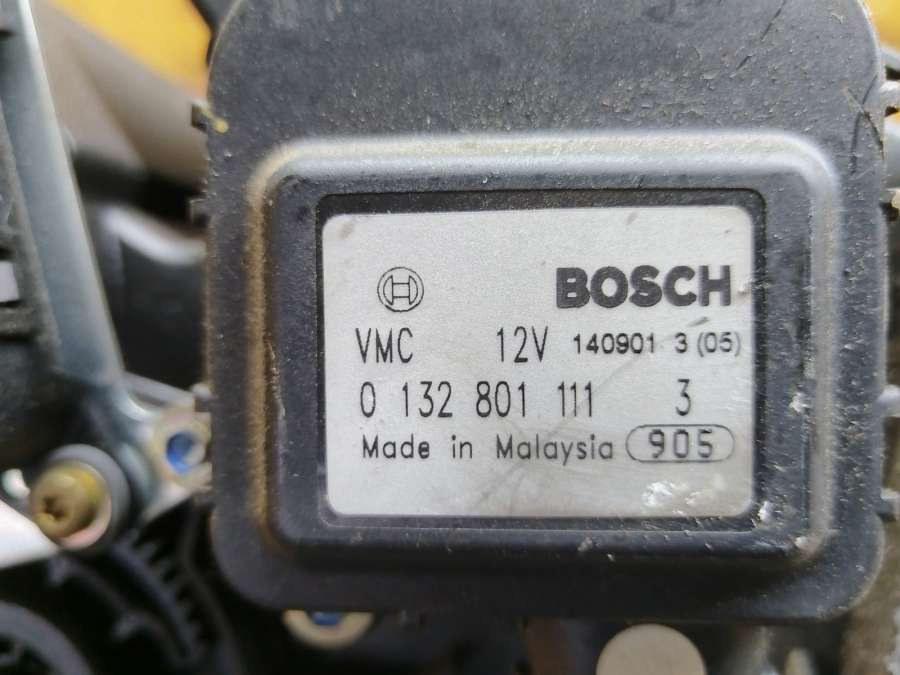 BOSCH
VMC 12V 140901 3 (05)
0 132 801 111 3
Made in Malaysia 905